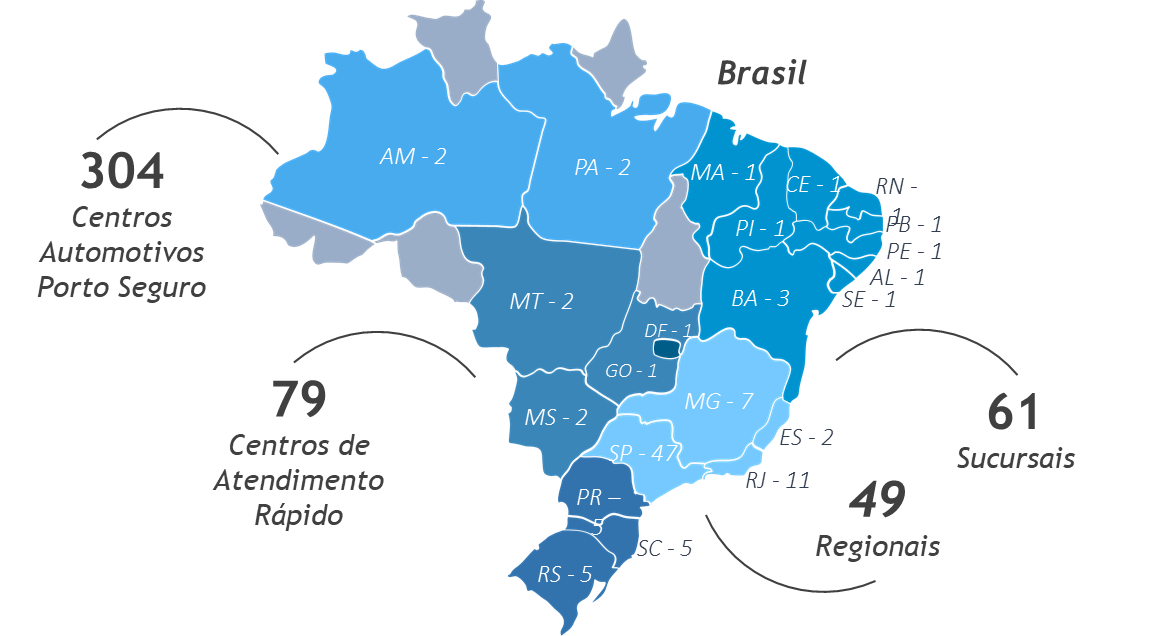 Brasil
304
Centros
Automotivos
Porto Seguro
AM - 2
PA - 2
MA - 1
CE - 1
RN -
1
PI - 1
PB - 1
PE - 1
AL - 1
SE - 1
BA - 3
MT - 2
DF - 1
GO - 1
79
Centros de
Atendimento
Rápido
MS - 2
MG - 7
ES - 2
SP - 47
RJ - 11
61
Sucursais
49
Regionais
PR –
5
SC - 5
RS - 5